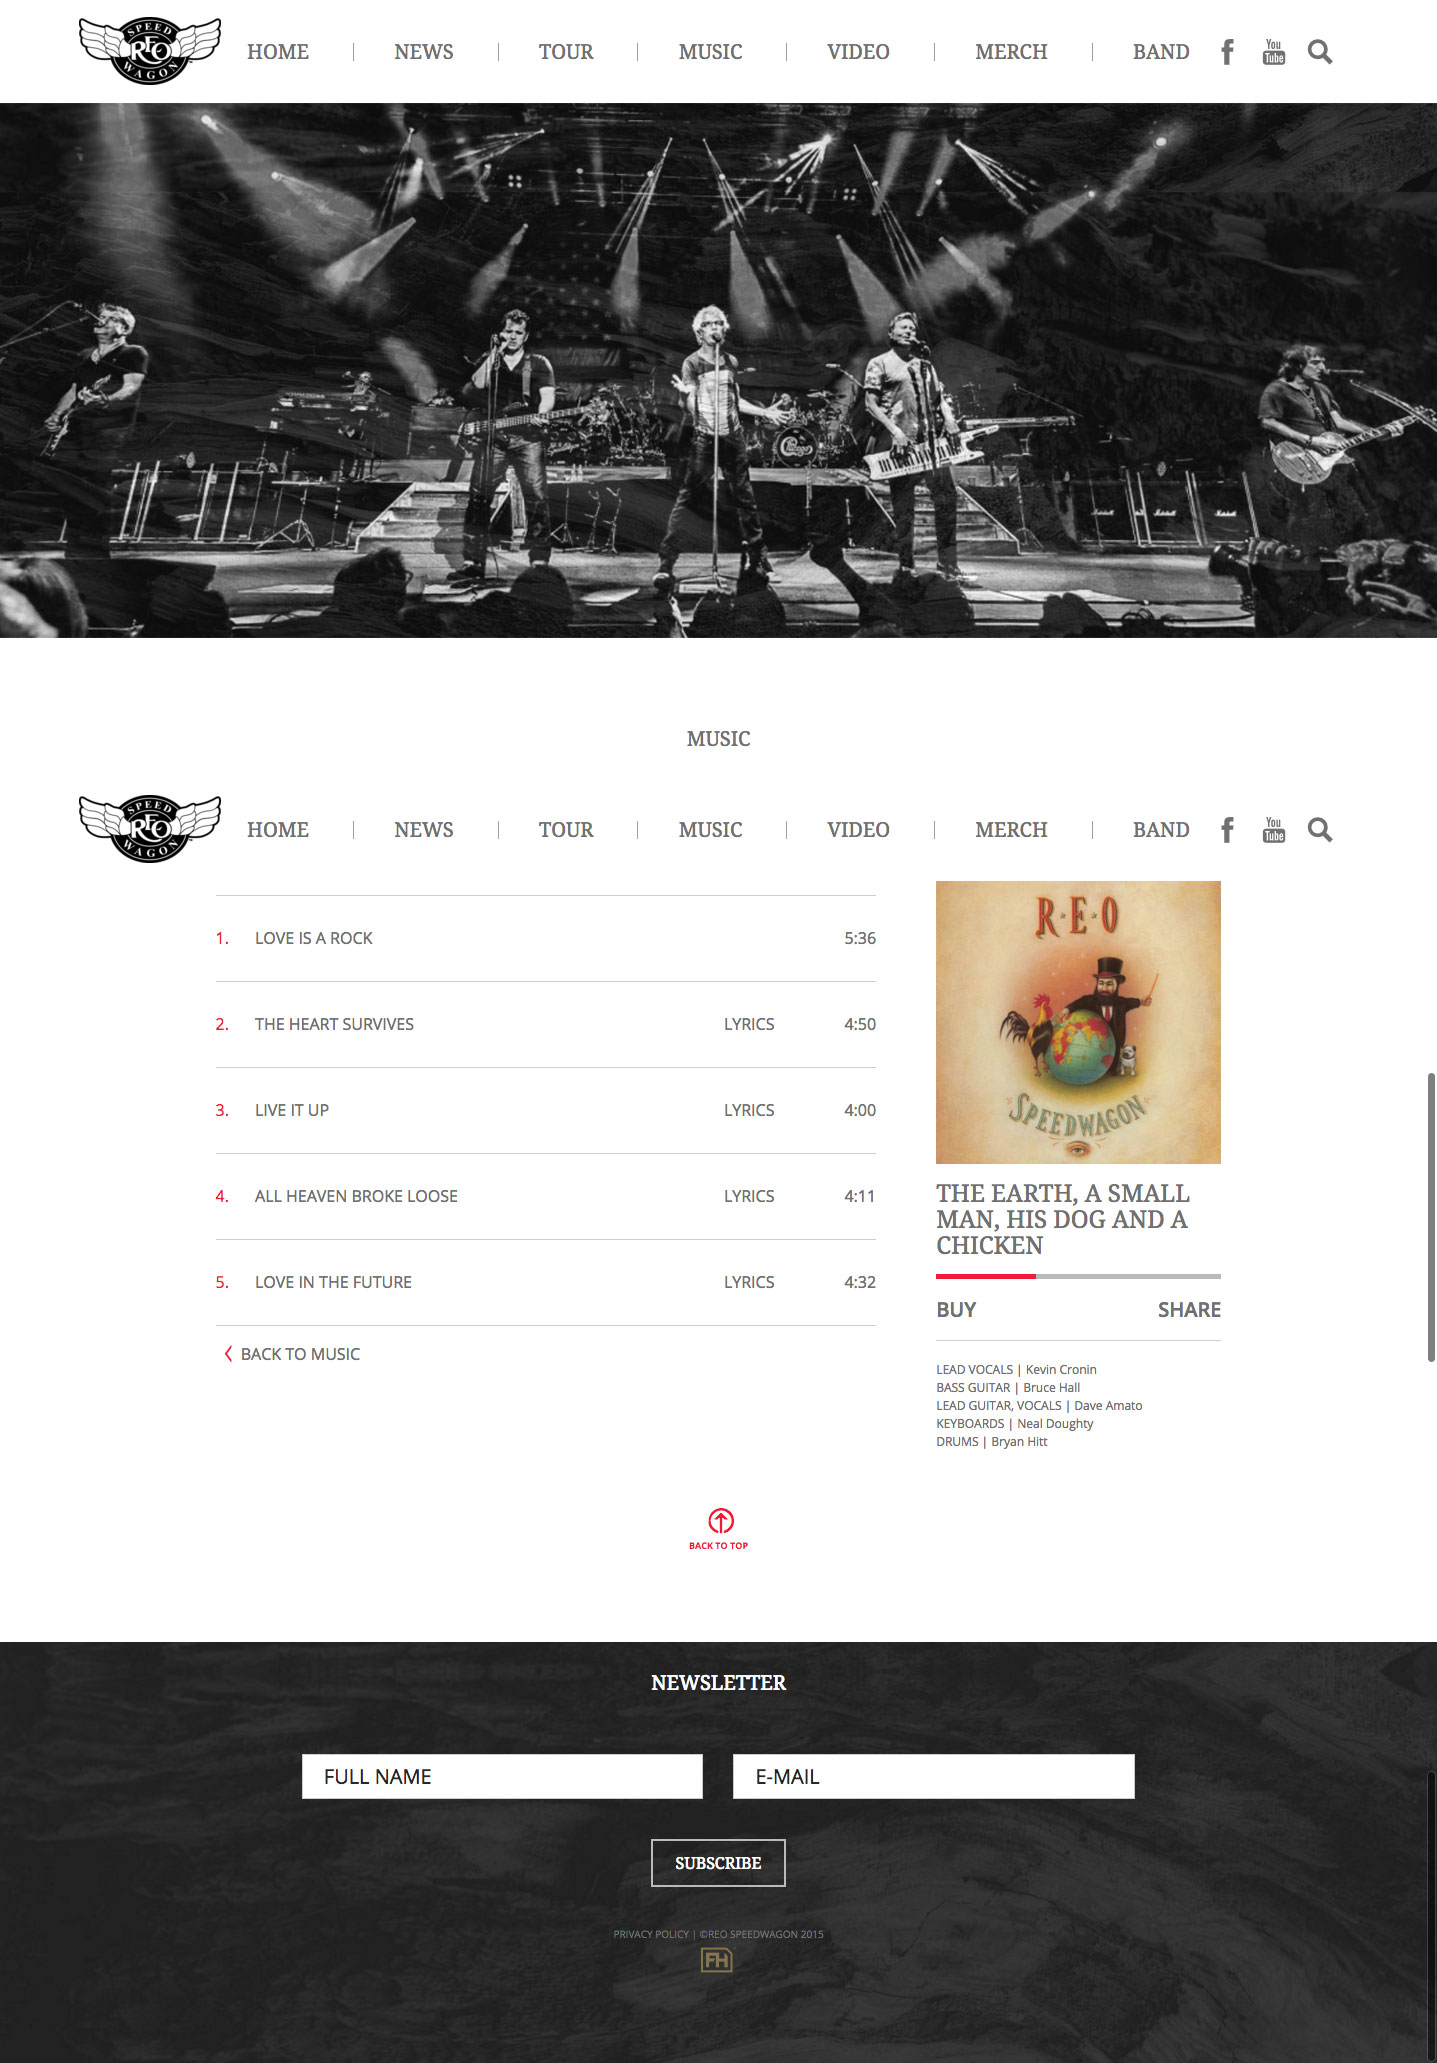 SPEED
REO
WAGON
HOME
NEWS
TOUR
MUSIC
VIDEO
MERCH
BAND
You
Tube
Chicago
Marshall
MUSIC
SPEED
REO
WAGON
HOME
NEWS
TOUR
MUSIC
VIDEO
MERCH
BAND
You
Tube
1. LOVE IS A ROCK 5:36
2. THE HEART SURVIVES LYRICS 4:50
3. LIVE IT UP LYRICS 4:00
4. ALL HEAVEN BROKE LOOSE LYRICS 4:11
5. LOVE IN THE FUTURE LYRICS 4:32
BACK TO MUSIC
R·E·O
SPEEDWAGON
THE EARTH, A SMALL
MAN, HIS DOG AND A
CHICKEN
BUY SHARE
LEAD VOCALS | Kevin Cronin
BASS GUITAR | Bruce Hall
LEAD GUITAR, VOCALS | Dave Amato
KEYBOARDS | Neal Doughty
DRUMS | Bryan Hitt
BACK TO TOP
NEWSLETTER
FULL NAME
E-MAIL
SUBSCRIBE
PRIVACY POLICY | ©REO SPEEDWAGON 2015
FH